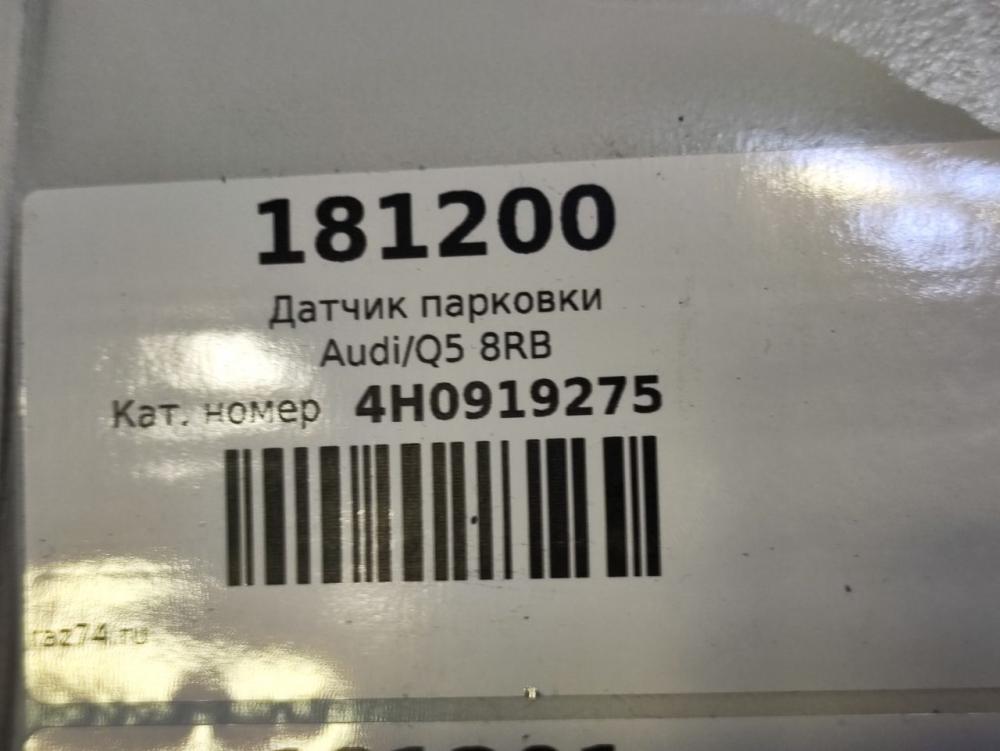 181200
Датчик парковки
Audi/Q5 8RB
Кат. номер 4H0919275
raz74.ru